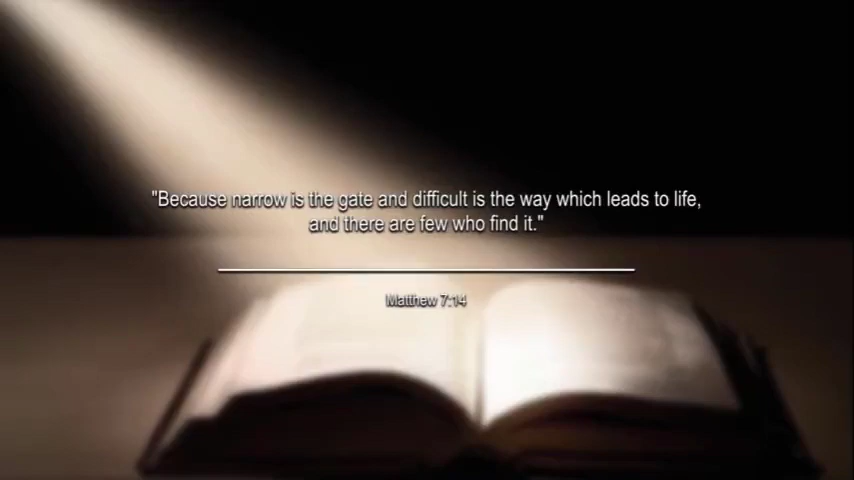 "Because narrow is the gate and difficult is the way which leads to life,
and there are few who find it."
Matthew 7:14